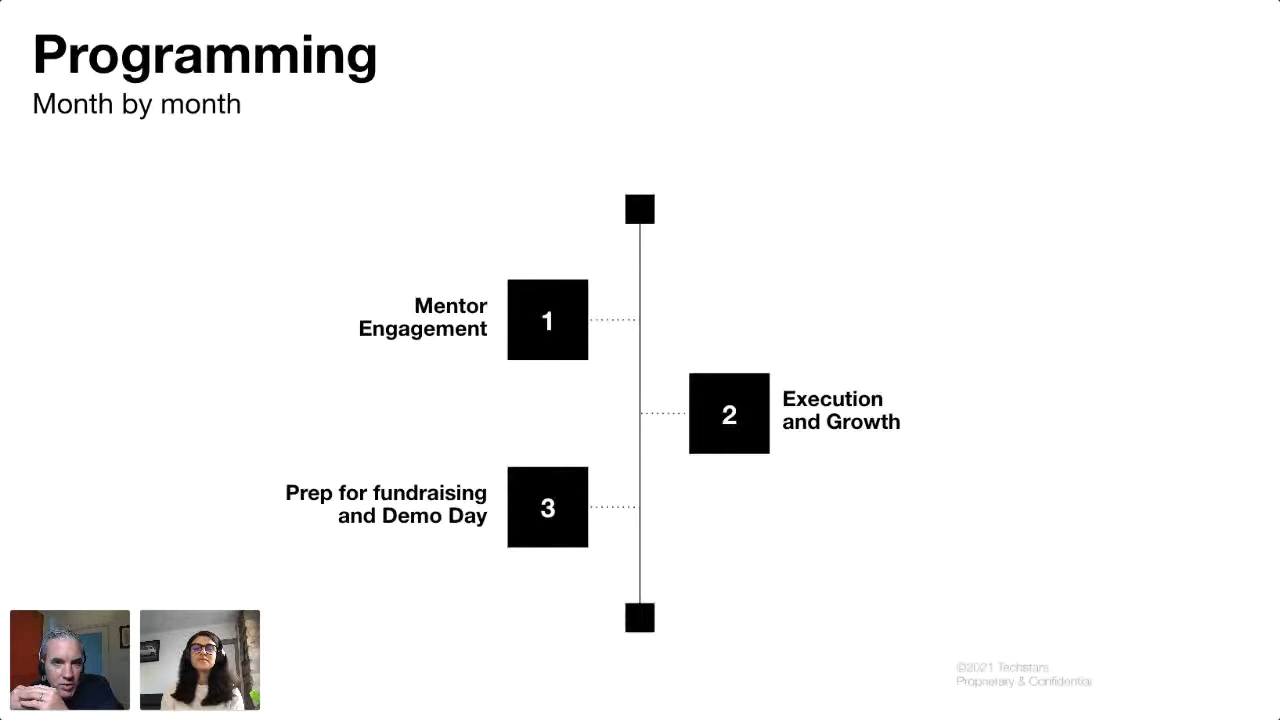 Programming
Month by month
Mentor
Engagement
1
2
Execution
and Growth
Prep for fundraising
and Demo Day
3
©2021 Techstars
Proprietary & Confidential